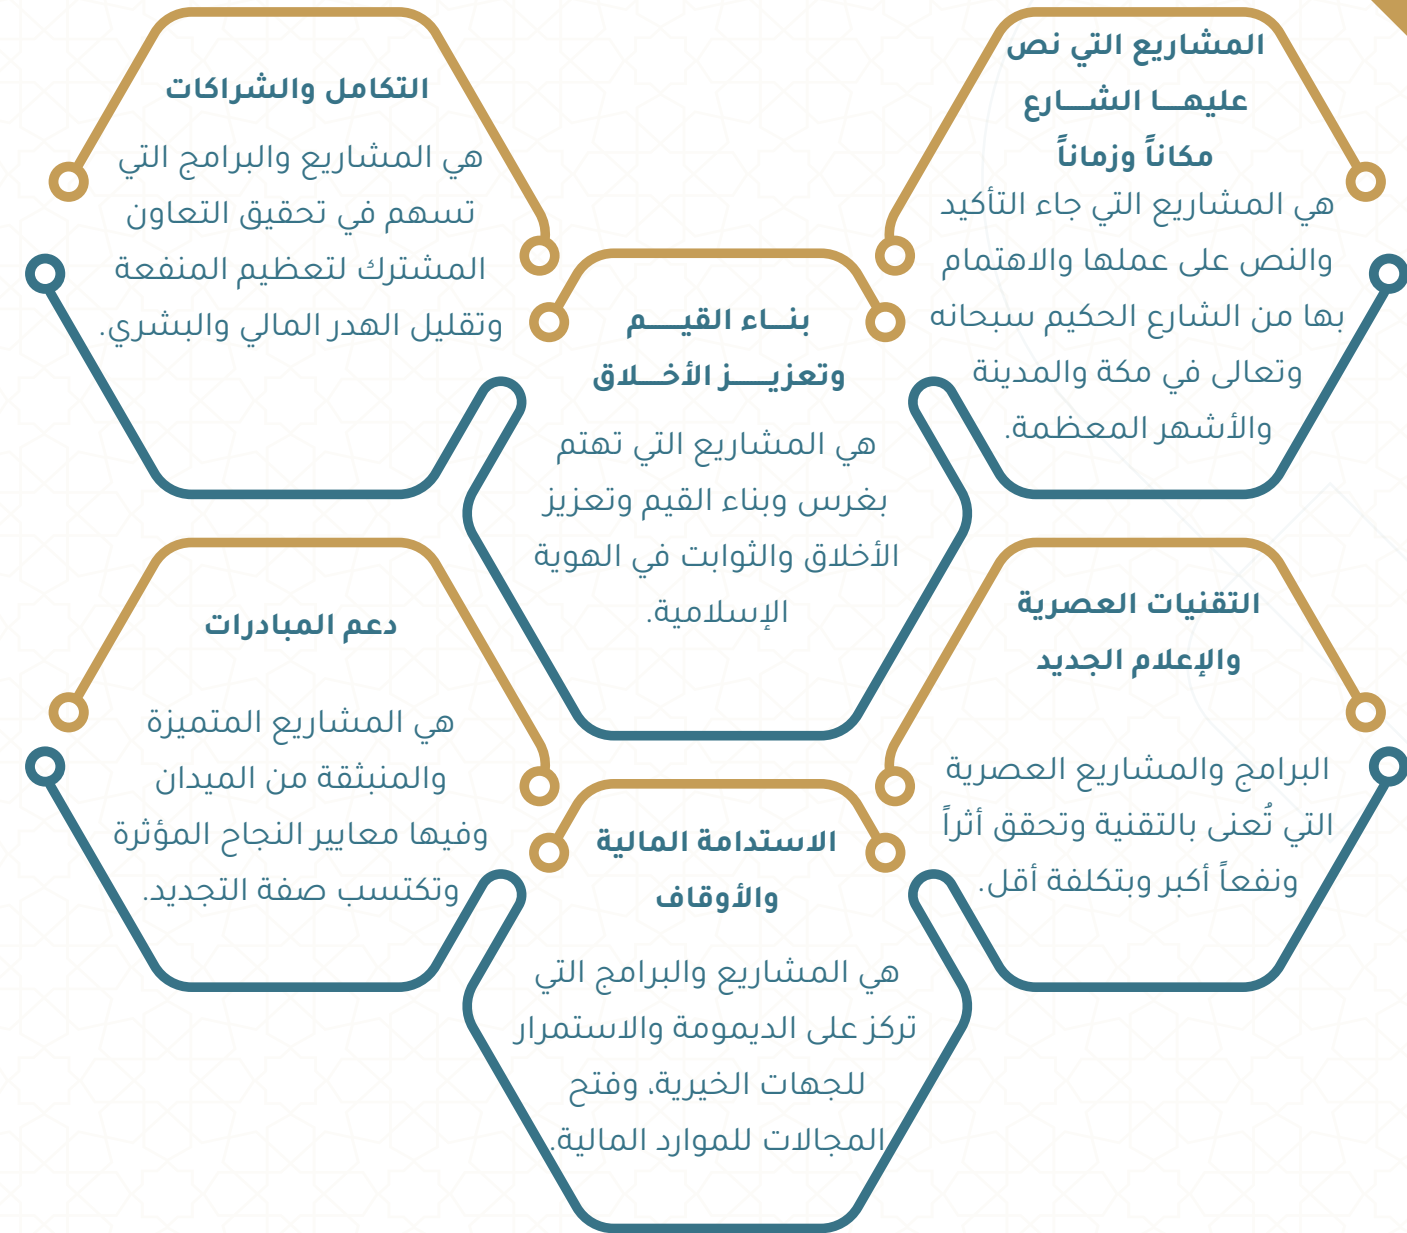 المشاريع التي نص
عليهـــا الشـــارع
مكاناً وزماناً
هي المشاريع التي جاء التأكيد
والنص على عملها والاهتمام
بها من الشارع الحكيم سبحانه
وتعالى في مكة والمدينة
والأشهر المعظمة.
بنـــاء القيـــــم
وتعزيـــــز الأخـــلاق
هي المشاريع التي تهتم
بغرس وبناء القيم وتعزيز
الأخلاق والثوابت في الهوية
الإسلامية.
التكامل والشراكات
هي المشاريع والبرامج التي
تسهم في تحقيق التعاون
المشترك لتعظيم المنفعة
وتقليل الهدر المالي والبشري.
التقنيات العصرية
والإعلام الجديد
البرامج والمشاريع العصرية
التي تُعنى بالتقنية وتحقق أثراً
ونفعاً أكبر وبتكلفة أقل.
الاستدامة المالية
والأوقاف
هي المشاريع والبرامج التي
تركز على الديمومة والاستمرار
للجهات الخيرية، وفتح
المجالات للموارد المالية.
دعم المبادرات
هي المشاريع المتميزة
والمنبثقة من الميدان
وفيها معايير النجاح المؤثرة
وتكتسب صفة التجديد.